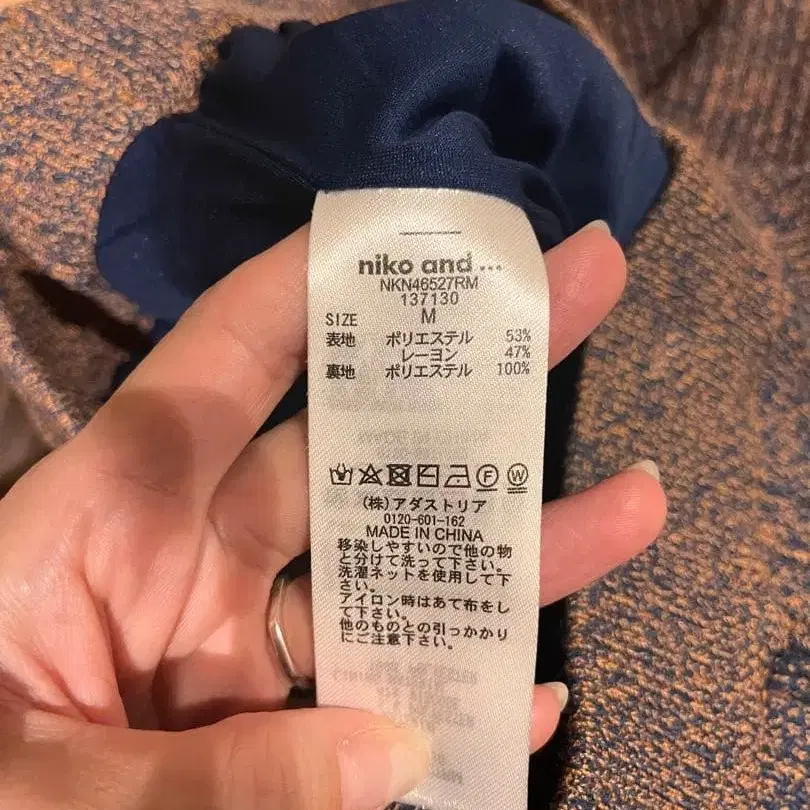 niko and ...
NKN46527RM
137130
SIZE M
表地 ポリエステル 53%
レーヨン 47%
裏地 ポリエステル 100%
F W
(株)アダストリア
0120-601-162
MADE IN CHINA
移染しやすいので他の物
と分けて洗って下さい。
洗濯ネットを使用して下
さい。
アイロン時はあて布をし
て下さい。
他のものとの引っかかり
にご注意下さい。